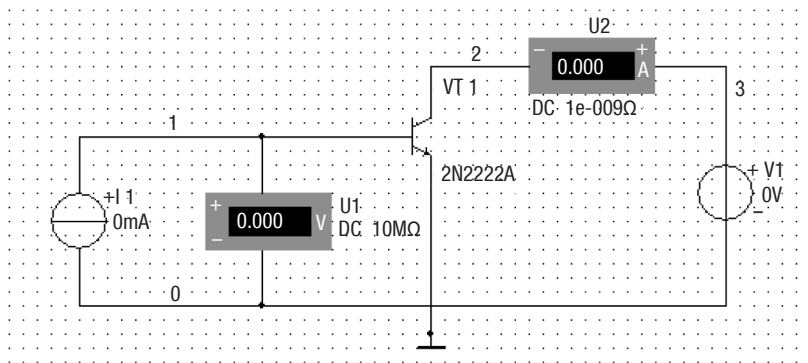 U2
2
− +
0.000 A
VT 1
DC 1e-009Ω
3
1
2N2222A
+I 1
0mA
+
0.000 V
−
U1
DC 10MΩ
+ V1
0V
−
0